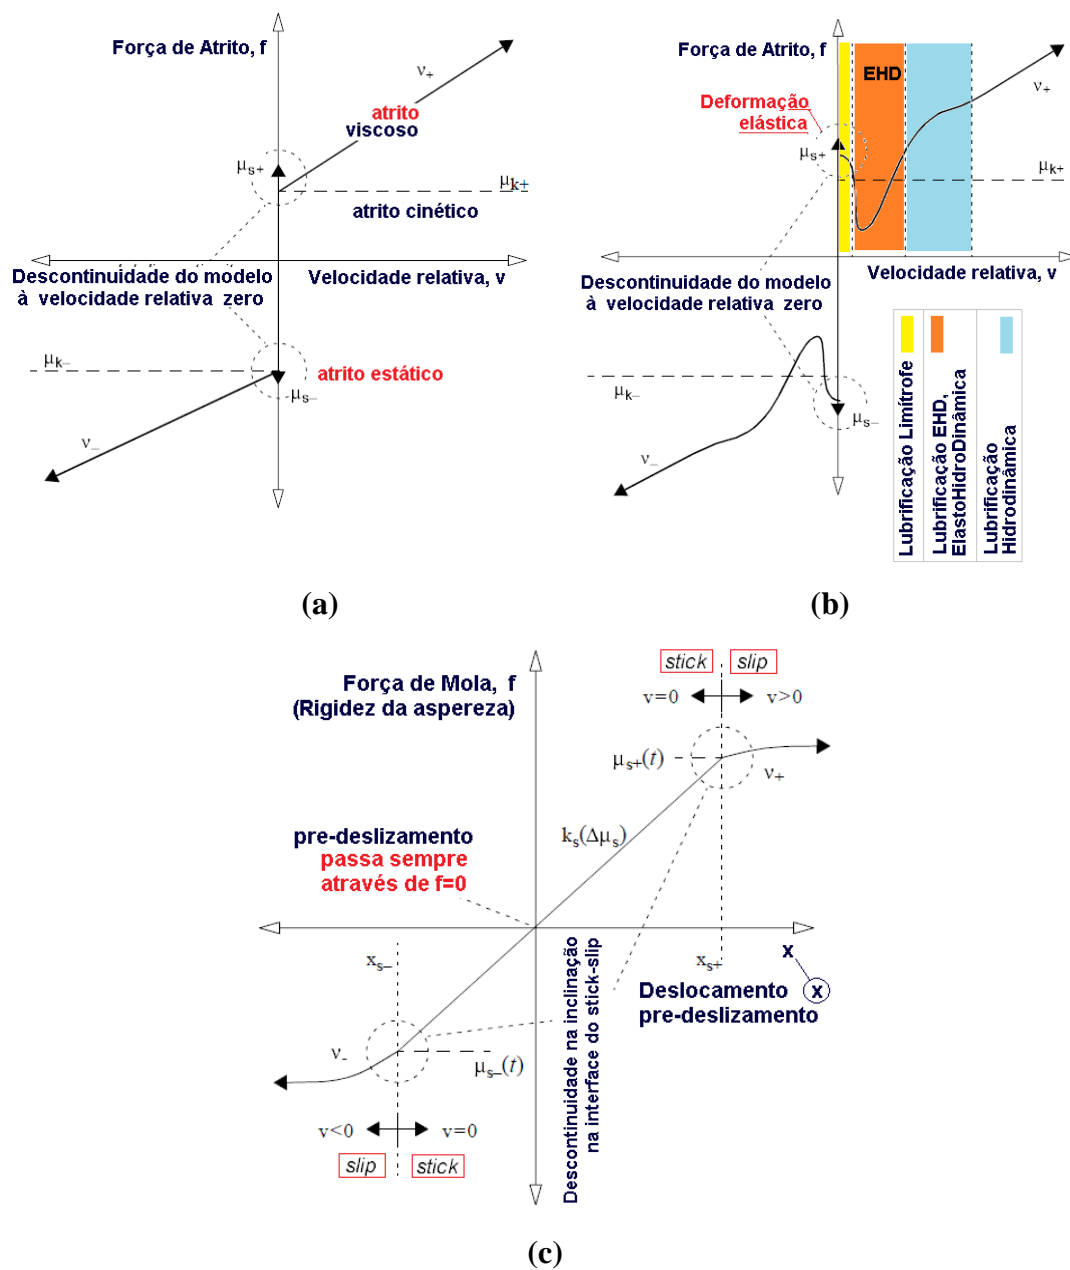 Força de Atrito, f
ν+
atrito
viscoso
μs+
μk+
atrito cinético
Descontinuidade do modelo
à velocidade relativa zero
Velocidade relativa, v
μk–
atrito estático
μs–
ν–
(a)
Força de Atrito, f
EHD
ν+
Deformação
elástica
μs+
μk+
Velocidade relativa, v
Descontinuidade do modelo
à velocidade relativa zero
μk–
μs–
ν–
Lubrificação Limítrofe
Lubrificação EHD,
ElastoHidroDinâmica
Lubrificação
Hidrodinâmica
(b)
stick slip
Força de Mola, f
(Rigidez da aspereza)
v=0 v>0
μs+(t)
ν+
ks(Δμs)
pre-deslizamento
passa sempre
através de f=0
xs–
xs+
x
x
Deslocamento
pre-deslizamento
Descontinuidade na inclinação
na interface do stick-slip
ν-
μs–(t)
v<0 v=0
slip stick
(c)